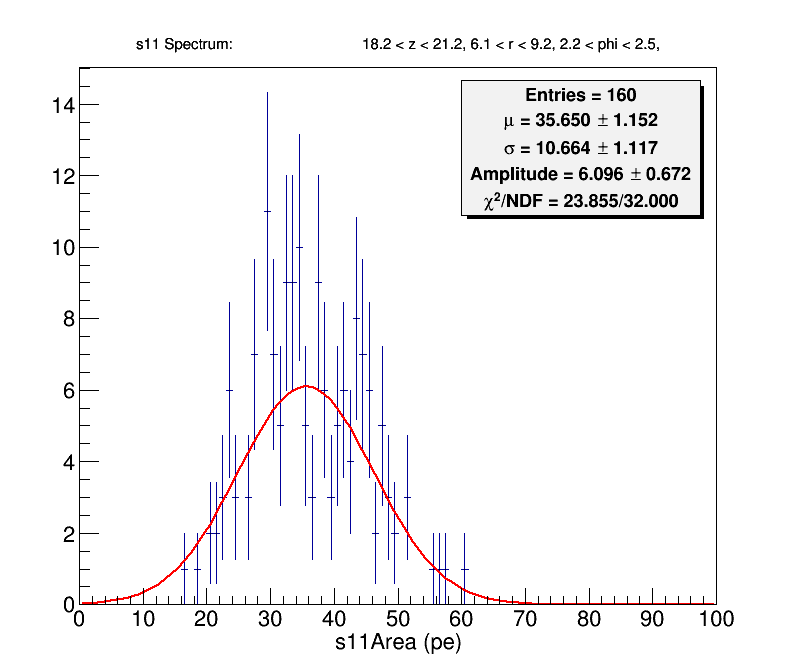 s11 Spectrum: 18.2 < z < 21.2, 6.1 < r < 9.2, 2.2 < phi < 2.5,
Entries = 160
μ = 35.650 ± 1.152
σ = 10.664 ± 1.117
Amplitude = 6.096 ± 0.672
χ²/NDF = 23.855/32.000
14
12
10
8
6
4
2
0
0 10 20 30 40 50 60 70 80 90 100
s11Area (pe)